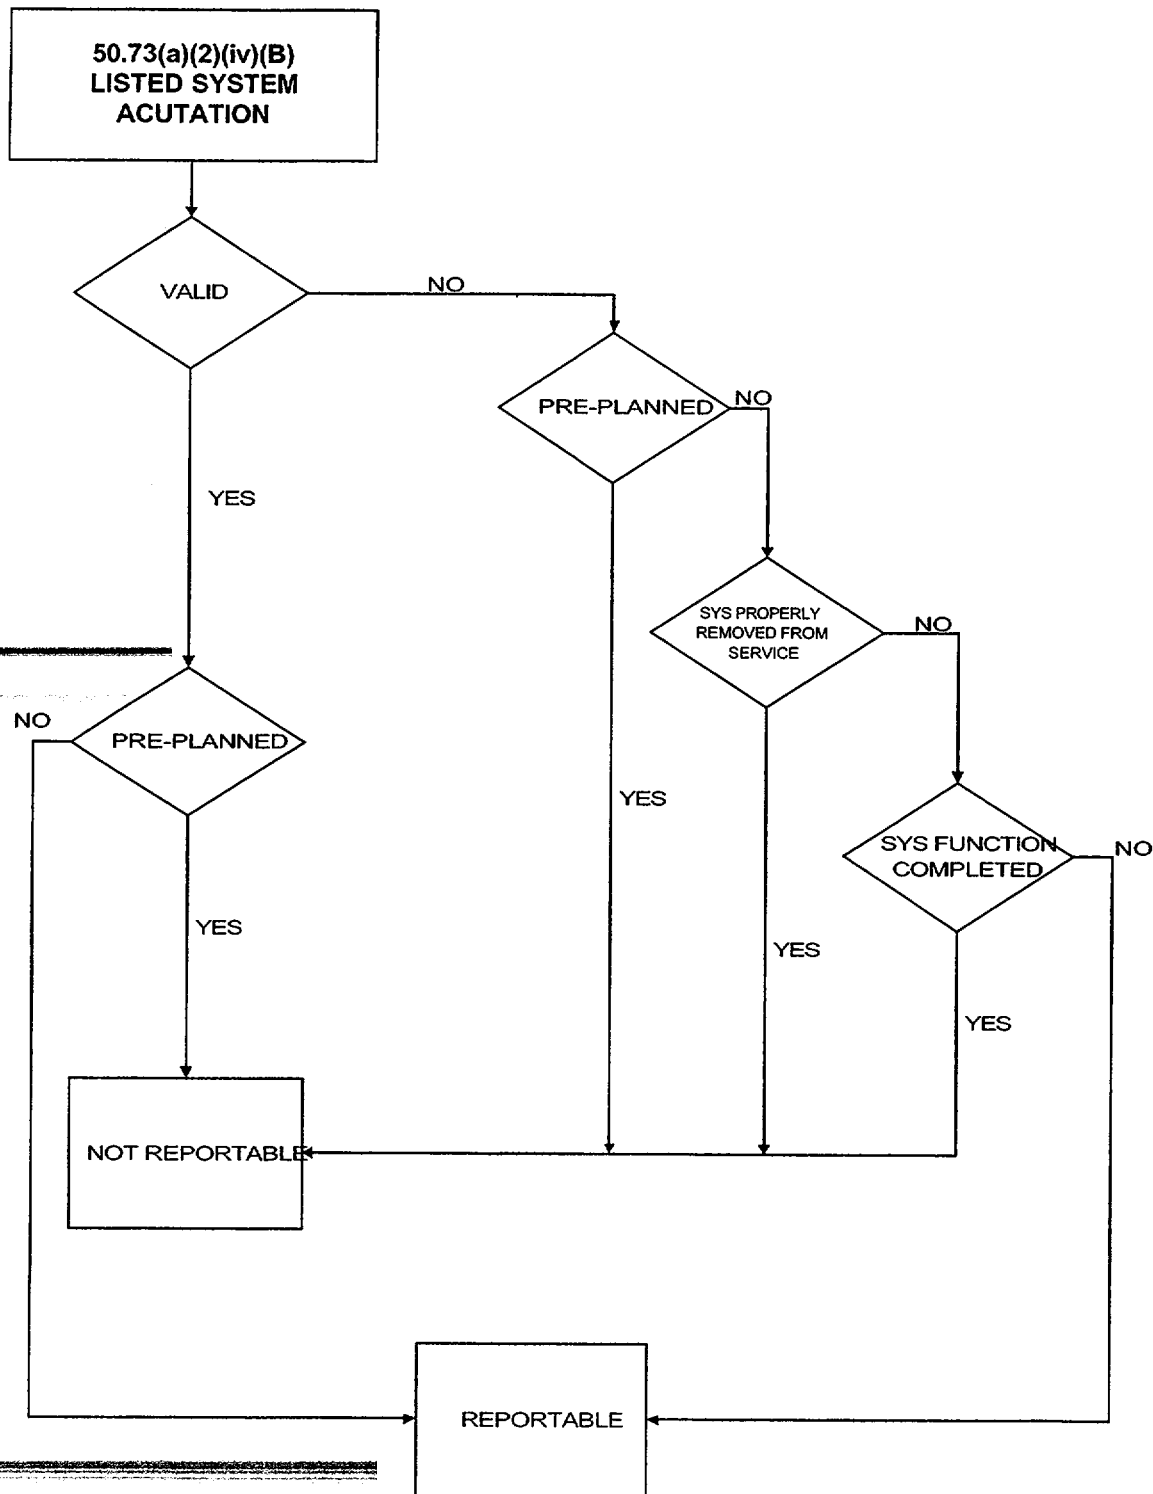 50.73(a)(2)(iv)(B)
LISTED SYSTEM
ACUTATION
VALID
NO
PRE-PLANNED
NO
YES
SYS PROPERLY
REMOVED FROM
SERVICE
NO
NO
PRE-PLANNED
YES
SYS FUNCTION
COMPLETED
NO
YES
YES
YES
NOT REPORTABLE
REPORTABLE